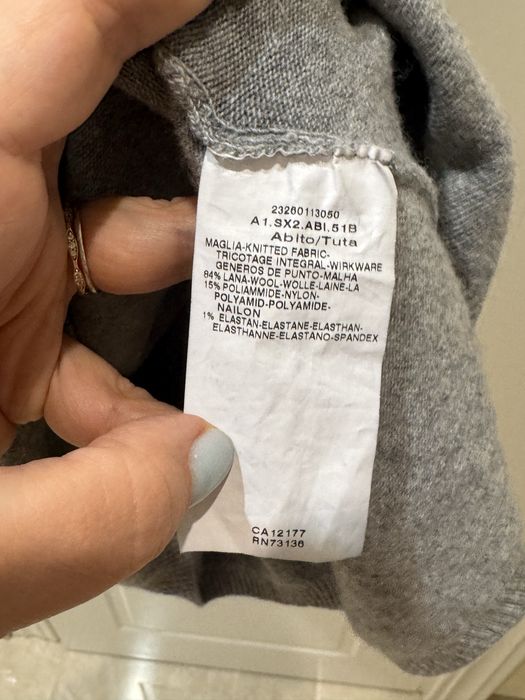 23260113050
A1.SX2.ABI.51B
Abito/Tuta
MAGLIA-KNITTED FABRIC-
TRICOTAGE INTEGRAL-WIRKWARE
GENEROS DE PUNTO-MALHA
84% LANA-WOOL-WOLLE-LAINE-LA
15% POLIAMMIDE-NYLON-
POLYAMID-POLYAMIDE-
NAILON
1% ELASTAN-ELASTANE-ELASTHAN-
ELASTHANNE-ELASTANO-SPANDEX
CA12177
RN73136